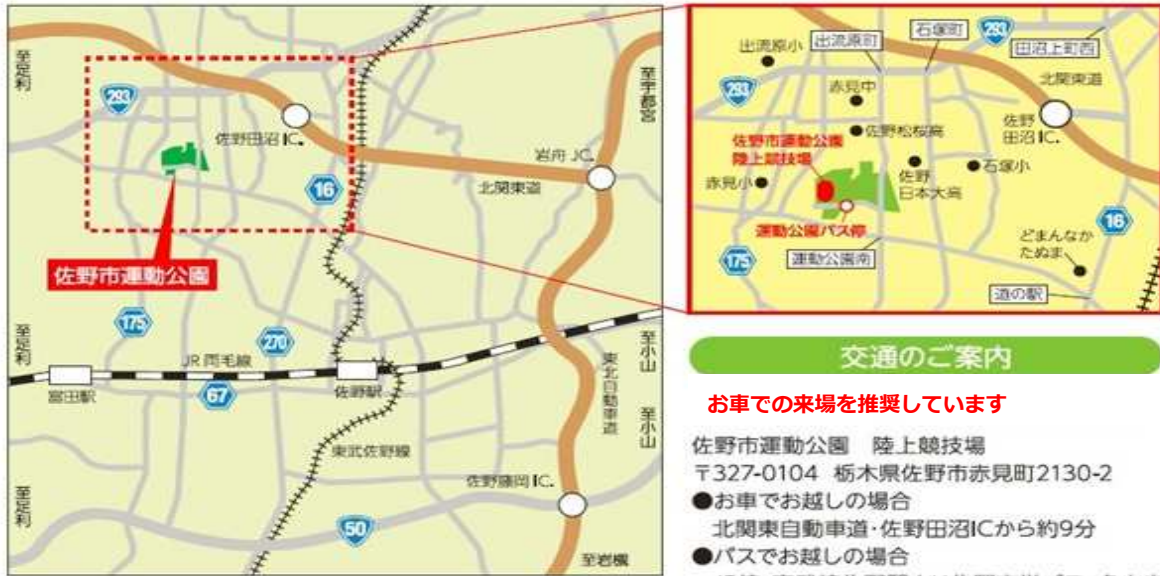 至足利
293
佐野田沼IC.
至宇都宮
岩舟JC.
北関東道
16
佐野市運動公園
175
270
至足利
JR両毛線
富田駅
67
佐野駅
東武佐野線
東北自動車道
至小山
至小山
佐野藤岡IC.
至足利
50
至岩槻
出流原小
出流原町
石塚町
293
田沼上町西
293
赤見中
北関東道
佐野松桜高
佐野
田沼IC.
佐野市運動公園
陸上競技場
石塚小
佐野
日本大高
赤見小
運動公園バス停
16
175
運動公園南
どまんなか
たぬま
道の駅
交通のご案内
お車での来場を推奨しています
佐野市運動公園 陸上競技場
〒327-0104 栃木県佐野市赤見町2130-2
●お車でお越しの場合
北関東自動車道・佐野田沼ICから約9分
●バスでお越しの場合